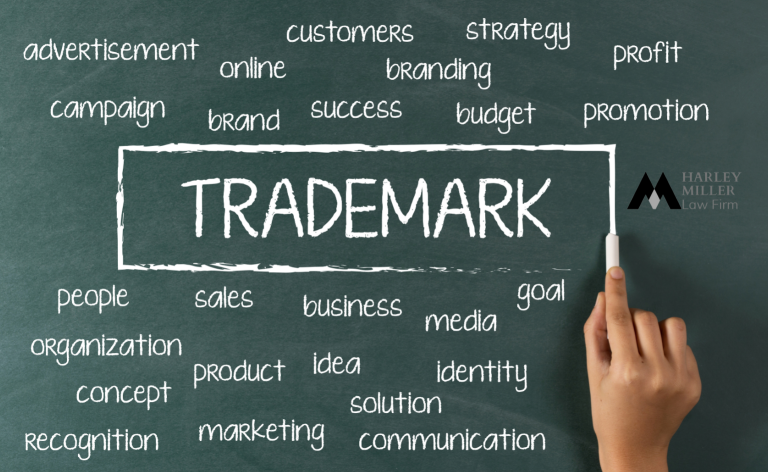 customers strategy
advertisement profit
online branding
campaign success promotion
brand budget
TRADEMARK
HARLEY
MILLER
Law Firm
people sales business goal
media
organization
product idea identity
concept solution
recognition marketing communication